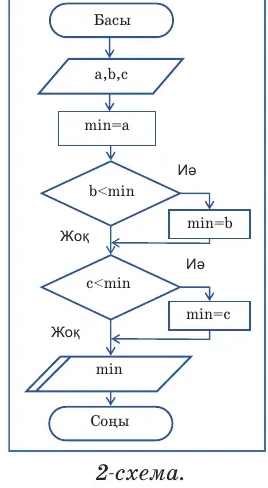 Басы
a,b,c
min=a
b<min
Иә
min=b
Жоқ
c<min
Иә
min=c
Жоқ
min
Соңы
2-схема.